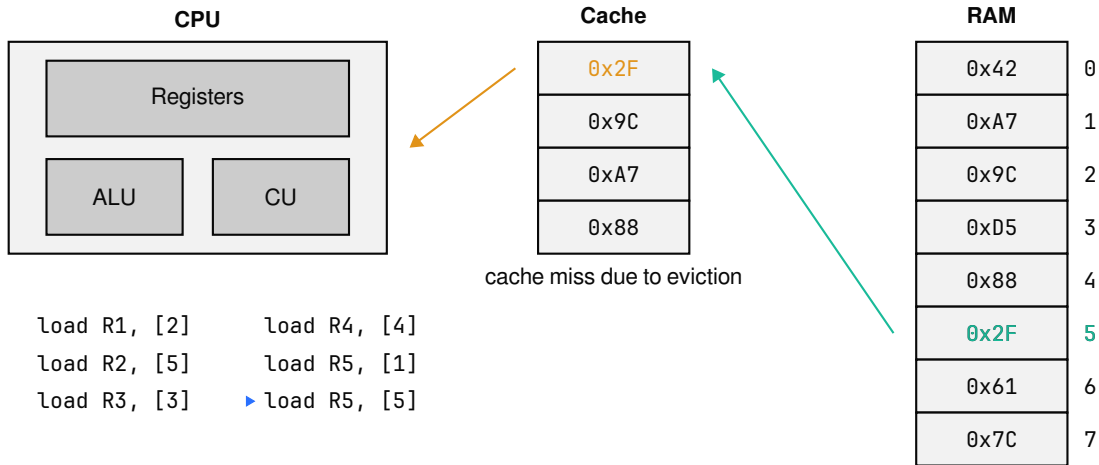 CPU
Registers
ALU
CU
Cache
0x2F
0x9C
0xA7
0x88
cache miss due to eviction
RAM
0x42 0
0xA7 1
0x9C 2
0xD5 3
0x88 4
0x2F 5
0x61 6
0x7C 7
load R1, [2]
load R2, [5]
load R3, [3]
load R4, [4]
load R5, [1]
load R5, [5]